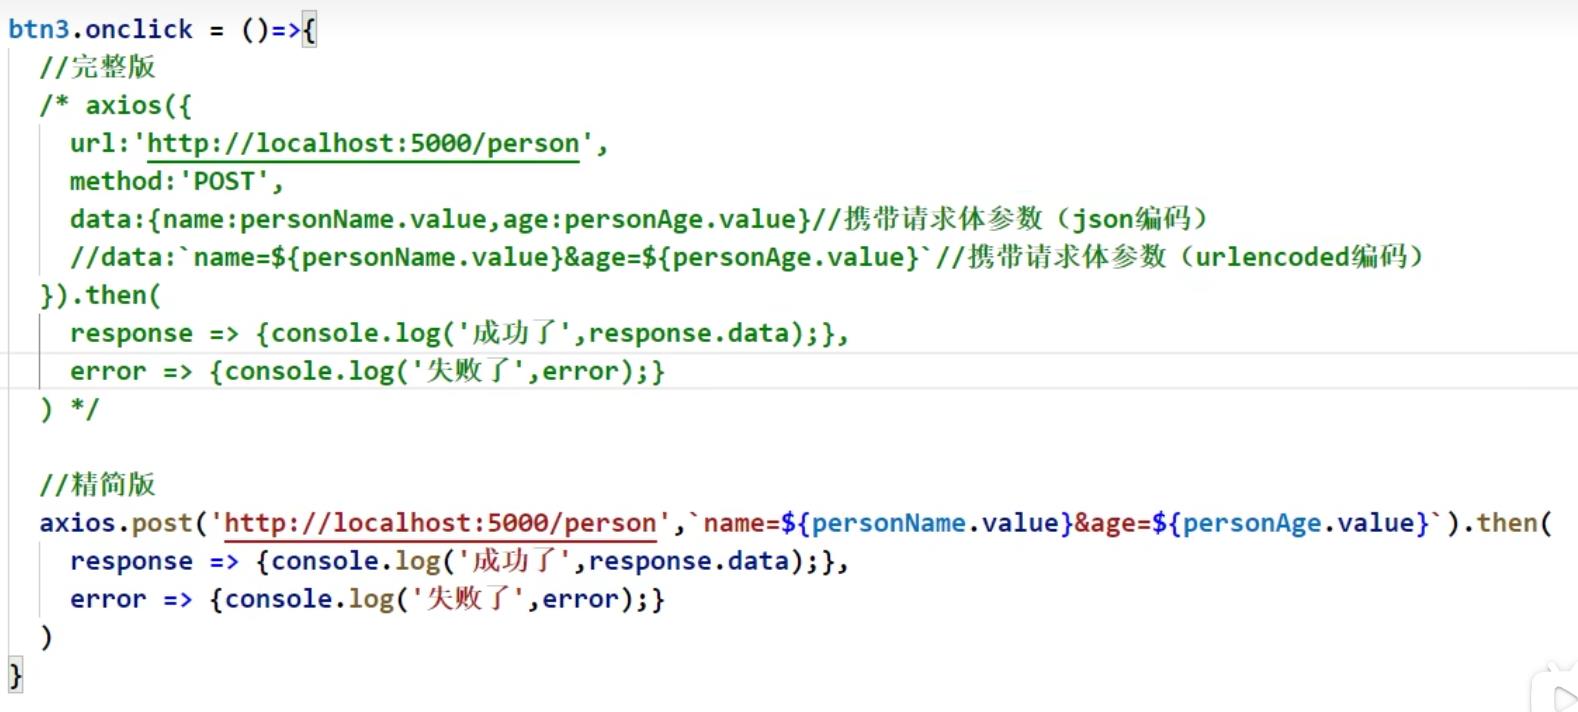 btn3.onclick = ()=>{
//完整版
/* axios({
url:'http://localhost:5000/person',
method:'POST',
data:{name:personName.value,age:personAge.value}//携带请求体参数（json编码）
//data:`name=${personName.value}&age=${personAge.value}`//携带请求体参数（urlencoded编码）
}).then(
response => {console.log('成功了',response.data);},
error => {console.log('失败了',error);}
) */
//精简版
axios.post('http://localhost:5000/person',`name=${personName.value}&age=${personAge.value}`).then(
response => {console.log('成功了',response.data);},
error => {console.log('失败了',error);}
)
}